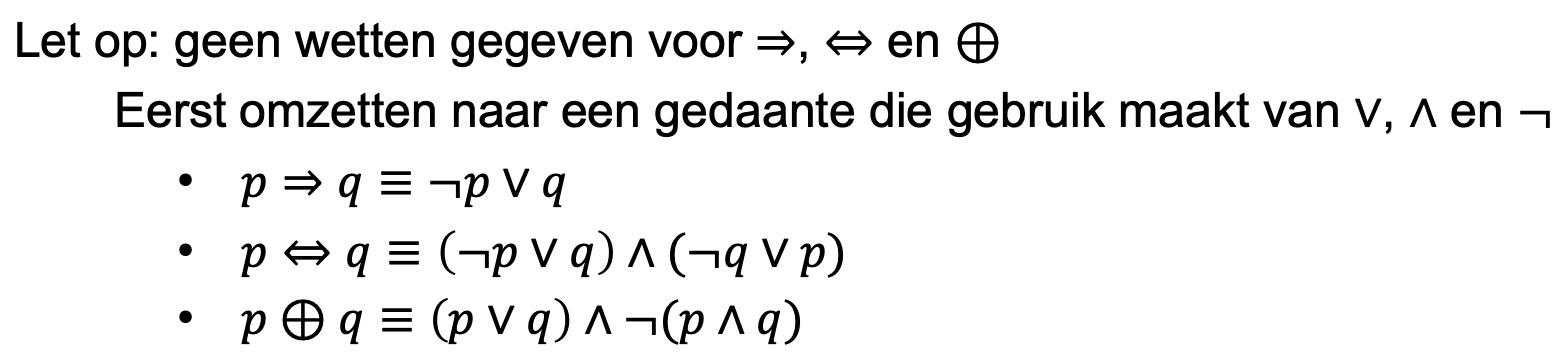 Let op: geen wetten gegeven voor ⇒, ⇔ en ⊕
Eerst omzetten naar een gedaante die gebruik maakt van ∨, ∧ en ¬
• p ⇒ q ≡ ¬p ∨ q
• p ⇔ q ≡ (¬p ∨ q) ∧ (¬q ∨ p)
• p ⊕ q ≡ (p ∨ q) ∧ ¬(p ∧ q)